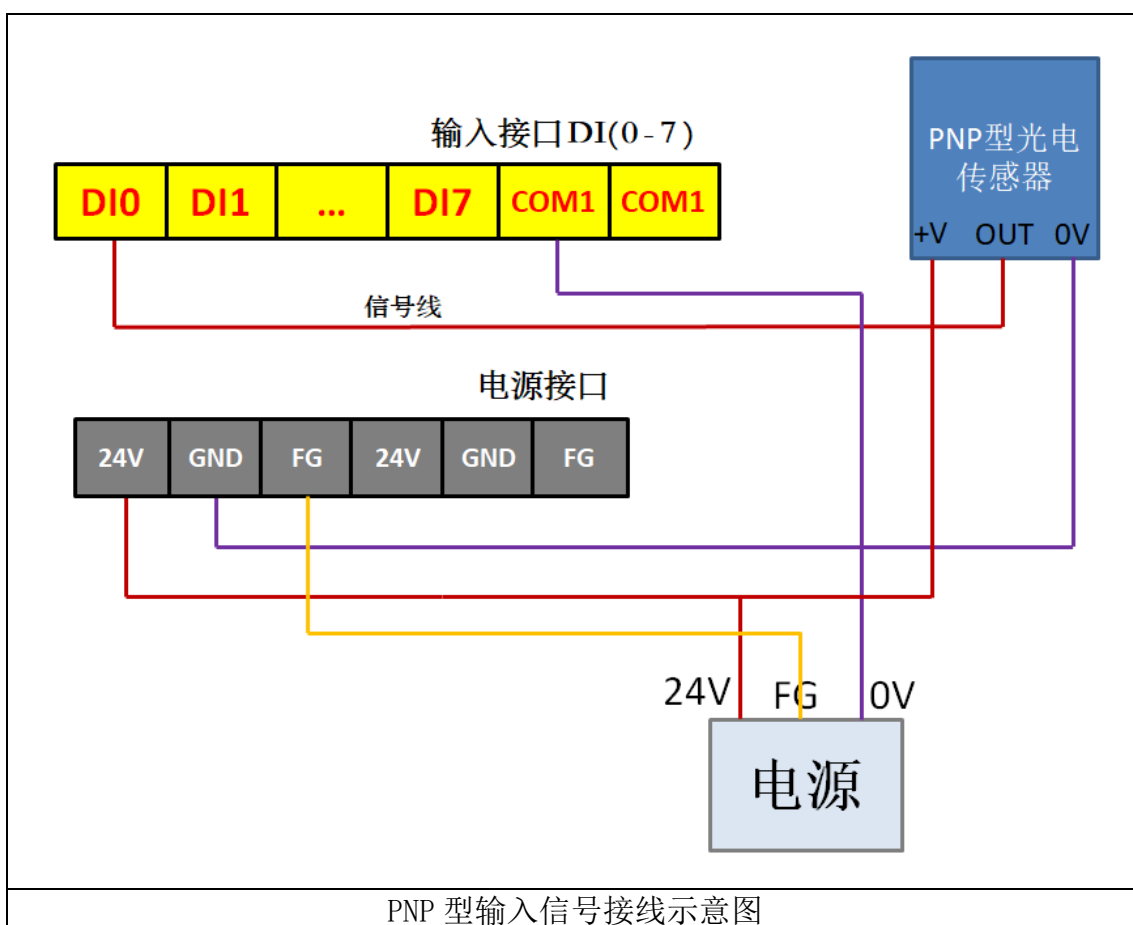 输入接口DI(0-7)
DI0 DI1 ... DI7 COM1 COM1
PNP型光电
传感器
+V OUT 0V
信号线
电源接口
24V GND FG 24V GND FG
24V FG 0V
电源
PNP 型输入信号接线示意图